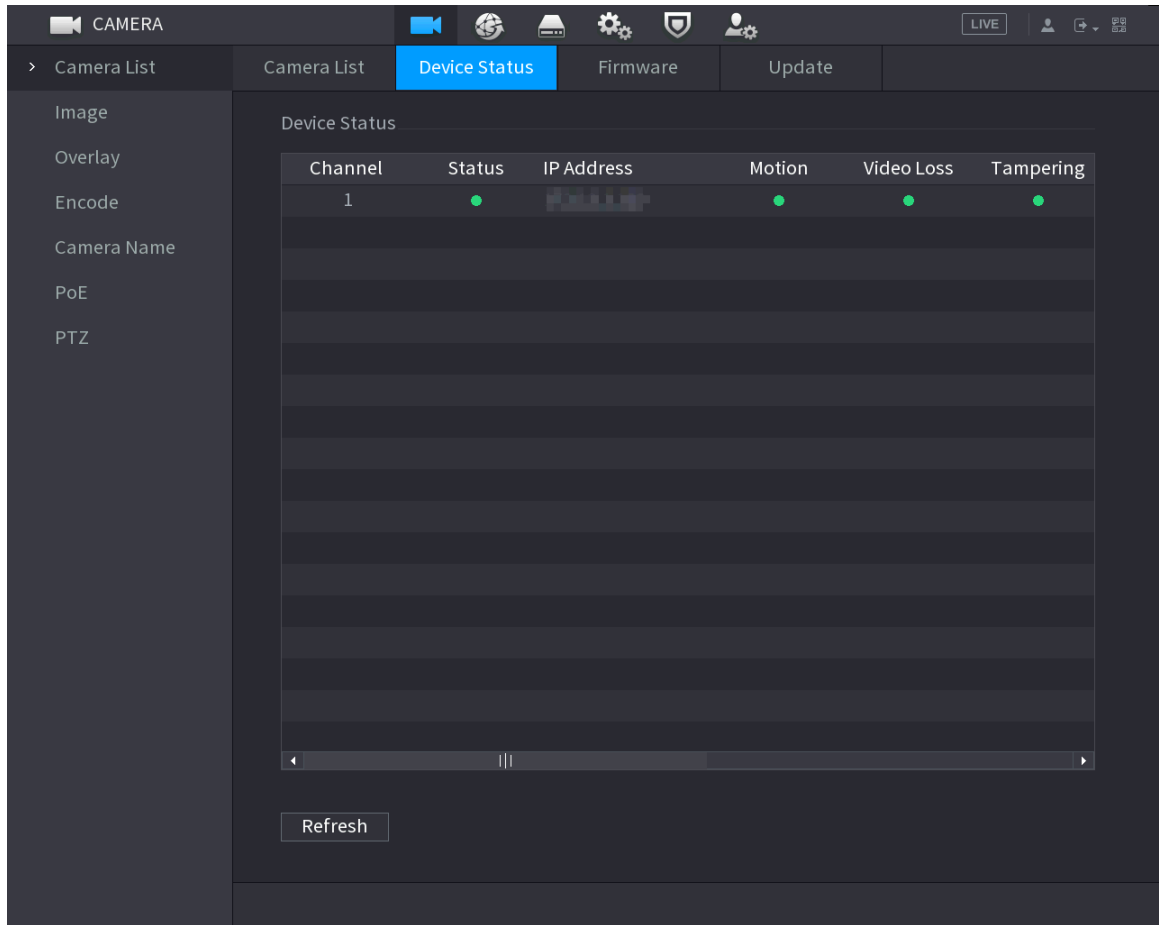 CAMERA LIVE
Camera List
Image
Overlay
Encode
Camera Name
PoE
PTZ
Camera List Device Status Firmware Update
Device Status
Channel Status IP Address Motion Video Loss Tampering
1
Refresh